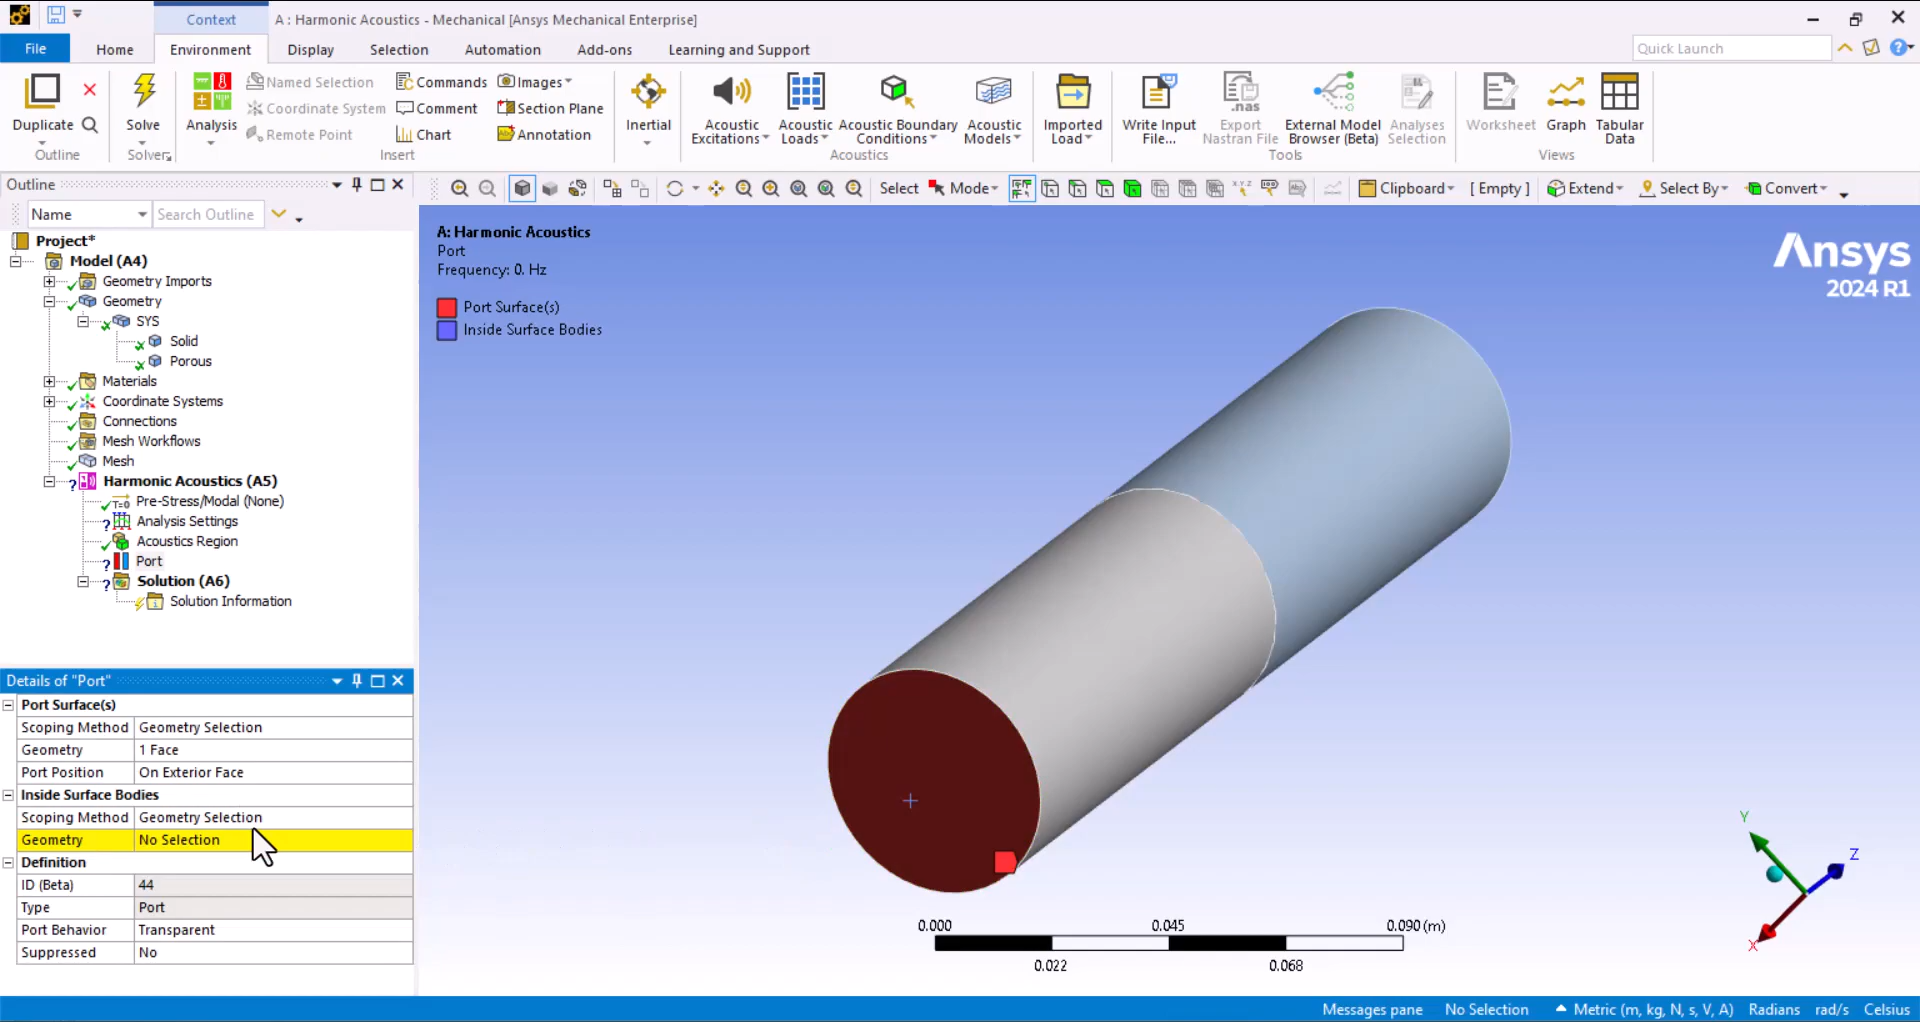 Context
A : Harmonic Acoustics - Mechanical [Ansys Mechanical Enterprise]
File Home Environment Display Selection Automation Add-ons Learning and Support
Quick Launch
Duplicate
Outline
Solve
Solver
Analysis
Named Selection
Coordinate System
Remote Point
Commands
Comment
Chart
Images
Section Plane
Annotation
Insert
Inertial
Acoustic Excitations
Acoustic Loads
Acoustic Boundary Conditions
Acoustic Models
Acoustics
Imported Load
Write Input File...
.nas
Export Nastran File
External Model Browser (Beta)
Analyses Selection
Tools
Worksheet
Graph
Tabular Data
Views
Outline
Select Mode Clipboard [ Empty ] Extend Select By Convert
Name Search Outline
Project*
Model (A4)
Geometry Imports
Geometry
SYS
Solid
Porous
Materials
Coordinate Systems
Connections
Mesh Workflows
Mesh
Harmonic Acoustics (A5)
T=0 Pre-Stress/Modal (None)
Analysis Settings
Acoustics Region
Port
Solution (A6)
Solution Information
A: Harmonic Acoustics
Port
Frequency: 0. Hz
Port Surface(s)
Inside Surface Bodies
Ansys
2024 R1
Details of "Port"
Port Surface(s)
Scoping Method Geometry Selection
Geometry 1 Face
Port Position On Exterior Face
Inside Surface Bodies
Scoping Method Geometry Selection
Geometry No Selection
Definition
ID (Beta) 44
Type Port
Port Behavior Transparent
Suppressed No
0.000 0.045 0.090 (m)
0.022 0.068
Y
Z
X
Messages pane No Selection Metric (m, kg, N, s, V, A) Radians rad/s Celsius